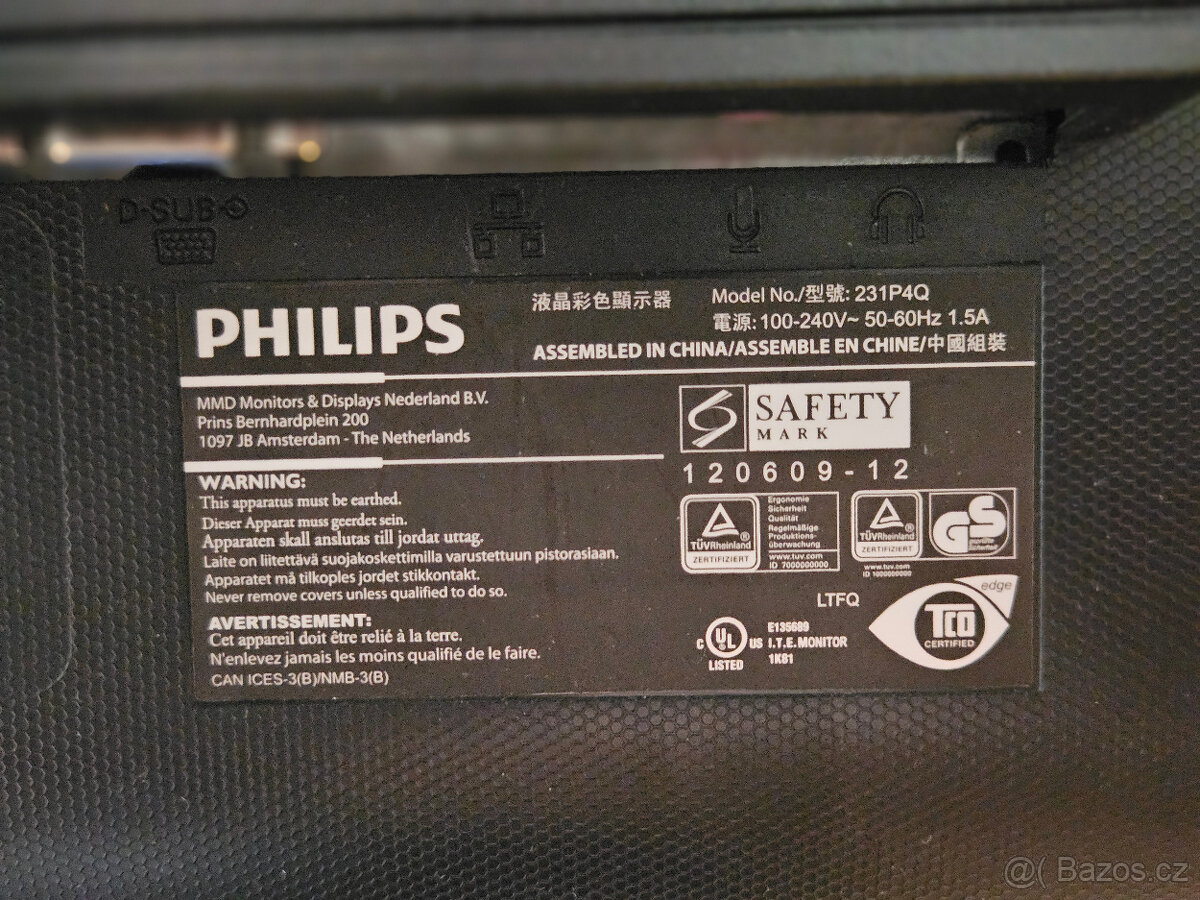 D-SUB
PHILIPS
液晶彩色顯示器
Model No./型號: 231P4Q
電源: 100-240V~ 50-60Hz 1.5A
ASSEMBLED IN CHINA/ASSEMBLE EN CHINE/中國組裝
MMD Monitors & Displays Nederland B.V.
Prins Bernhardplein 200
1097 JB Amsterdam - The Netherlands
SAFETY
MARK
120609-12
WARNING:
This apparatus must be earthed.
Dieser Apparat muss geerdet sein.
Apparaten skall anslutas till jordat uttag.
Laite on liitettävä suojakoskettimilla varustettuun pistorasiaan.
Apparatet må tilkoples jordet stikkontakt.
Never remove covers unless qualified to do so.
AVERTISSEMENT:
Cet appareil doit être relié à la terre.
N'enlevez jamais les moins qualifié de le faire.
CAN ICES-3(B)/NMB-3(B)
TÜVRheinland
ZERTIFIZIERT
Ergonomie
Sicherheit
Qualität
Regelmäßige
Produktions-
überwachung
www.tuv.com
ID 7000000000
TÜVRheinland
ZERTIFIZIERT
GS
geprüfte
Sicherheit
www.tuv.com
ID 1000000000
LTFQ
C UL US
LISTED
E135689
I.T.E.MONITOR
1K81
TCO
CERTIFIED
edge
@( Bazos.cz